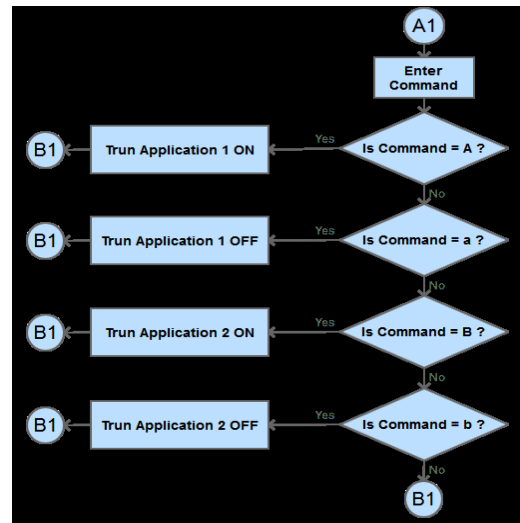 A1
Enter
Command
B1
Trun Application 1 ON
Yes
Is Command = A ?
No
B1
Trun Application 1 OFF
Yes
Is Command = a ?
No
B1
Trun Application 2 ON
Yes
Is Command = B ?
No
B1
Trun Application 2 OFF
Yes
Is Command = b ?
No
B1